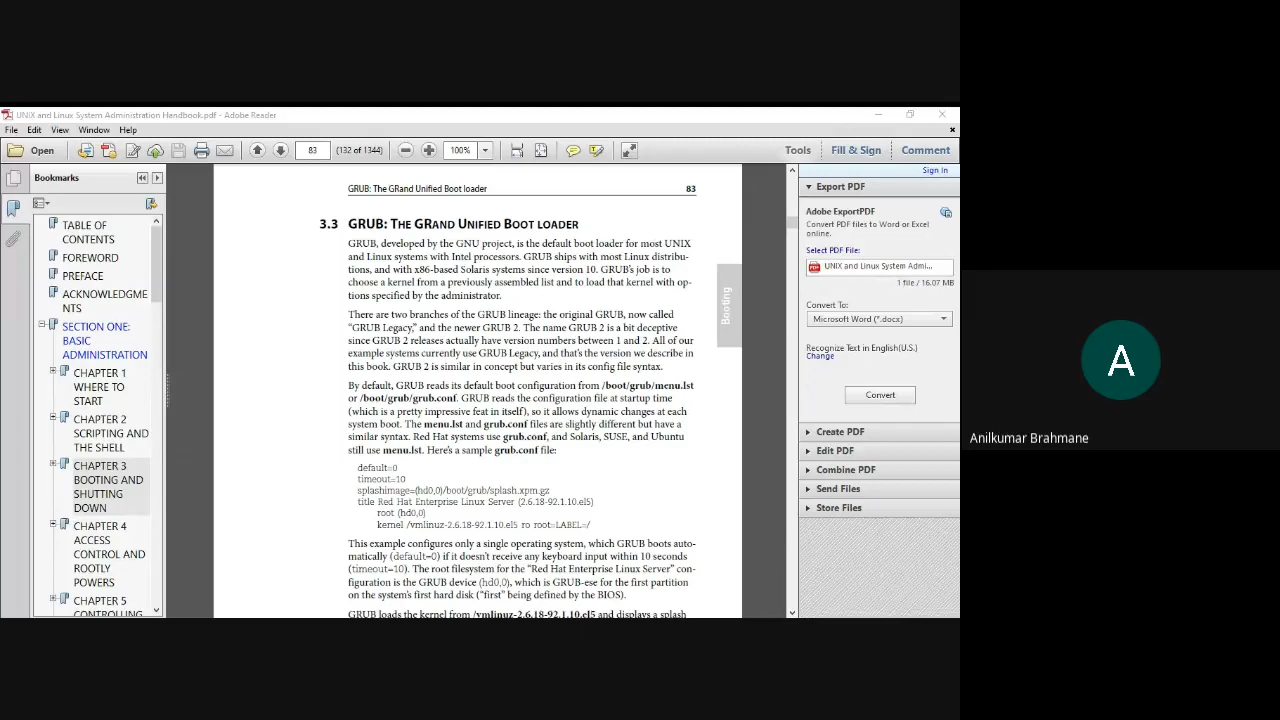 UNIX and Linux System Administration Handbook.pdf - Adobe Reader
File Edit View Window Help
Open 83 (132 of 1344) 100% Tools Fill & Sign Comment
Bookmarks
TABLE OF
CONTENTS
FOREWORD
PREFACE
ACKNOWLEDGME
NTS
SECTION ONE:
BASIC
ADMINISTRATION
CHAPTER 1
WHERE TO
START
CHAPTER 2
SCRIPTING AND
THE SHELL
CHAPTER 3
BOOTING AND
SHUTTING
DOWN
CHAPTER 4
ACCESS
CONTROL AND
ROOTLY
POWERS
CHAPTER 5
CONTROLLING
GRUB: The GRand Unified Boot loader 83
3.3 GRUB: THE GRAND UNIFIED BOOT LOADER
GRUB, developed by the GNU project, is the default boot loader for most UNIX
and Linux systems with Intel processors. GRUB ships with most Linux distribu-
tions, and with x86-based Solaris systems since version 10. GRUB's job is to
choose a kernel from a previously assembled list and to load that kernel with op-
tions specified by the administrator.
There are two branches of the GRUB lineage: the original GRUB, now called
"GRUB Legacy," and the newer GRUB 2. The name GRUB 2 is a bit deceptive
since GRUB 2 releases actually have version numbers between 1 and 2. All of our
example systems currently use GRUB Legacy, and that's the version we describe in
this book. GRUB 2 is similar in concept but varies in its config file syntax.
By default, GRUB reads its default boot configuration from /boot/grub/menu.lst
or /boot/grub/grub.conf. GRUB reads the configuration file at startup time
(which is a pretty impressive feat in itself), so it allows dynamic changes at each
system boot. The menu.lst and grub.conf files are slightly different but have a
similar syntax. Red Hat systems use grub.conf, and Solaris, SUSE, and Ubuntu
still use menu.lst. Here's a sample grub.conf file:
default=0
timeout=10
splashimage=(hd0,0)/boot/grub/splash.xpm.gz
title Red Hat Enterprise Linux Server (2.6.18-92.1.10.el5)
root (hd0,0)
kernel /vmlinuz-2.6.18-92.1.10.el5 ro root=LABEL=/
This example configures only a single operating system, which GRUB boots auto-
matically (default=0) if it doesn't receive any keyboard input within 10 seconds
(timeout=10). The root filesystem for the "Red Hat Enterprise Linux Server" con-
figuration is the GRUB device (hd0,0), which is GRUB-ese for the first partition
on the system's first hard disk ("first" being defined by the BIOS).
GRUB loads the kernel from /vmlinuz-2.6.18-92.1.10.el5 and displays a splash
Booting
Sign In
Export PDF
Adobe ExportPDF
Convert PDF files to Word or Excel
online.
Select PDF File:
UNIX and Linux System Admi...
1 file / 16.07 MB
Convert To:
Microsoft Word (*.docx)
Recognize Text in English(U.S.)
Change
Convert
Create PDF
Edit PDF
Combine PDF
Send Files
Store Files
A
Anilkumar Brahmane